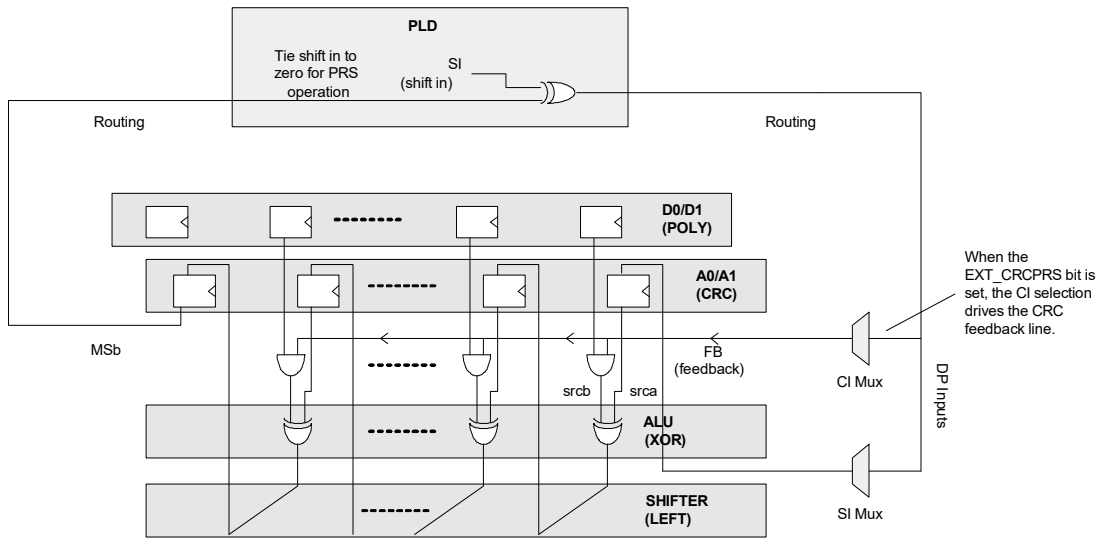 PLD
Tie shift in to
zero for PRS
operation
SI
(shift in)
Routing
Routing
D0/D1
(POLY)
A0/A1
(CRC)
When the
EXT_CRCPRS bit is
set, the CI selection
drives the CRC
feedback line.
MSb
FB
(feedback)
CI Mux
DP Inputs
srcb
srca
ALU
(XOR)
SHIFTER
(LEFT)
SI Mux